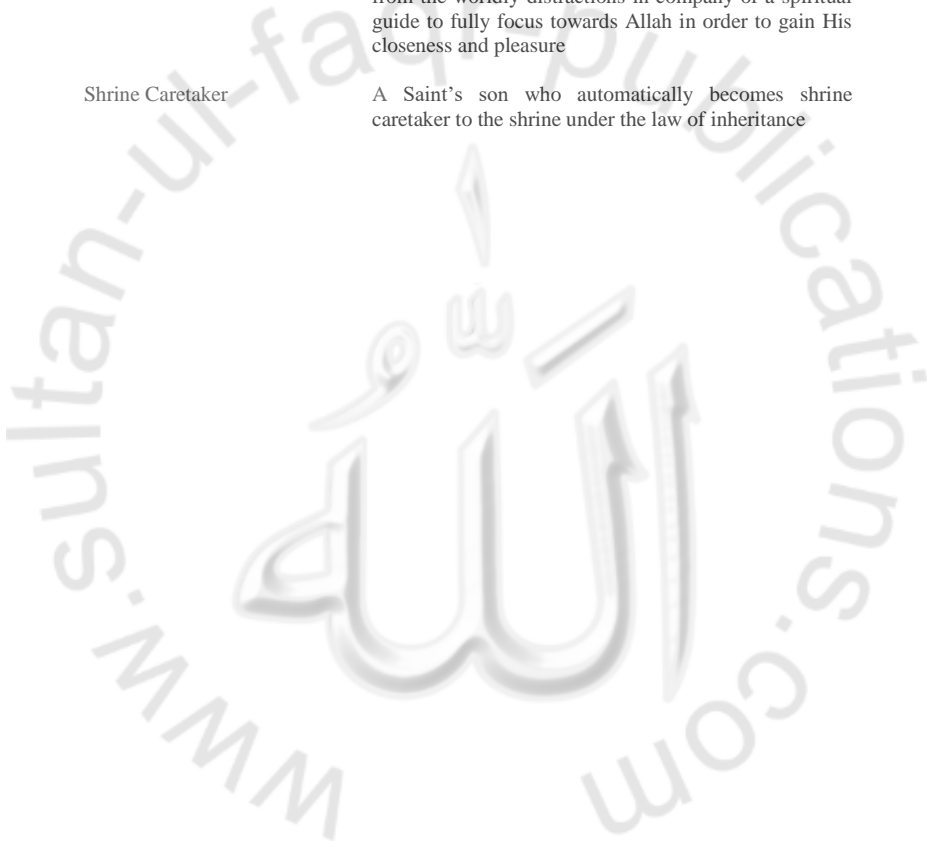 from the worldly distractions in company of a spiritual
guide to fully focus towards Allah in order to gain His
closeness and pleasure
Shrine Caretaker A Saint's son who automatically becomes shrine
caretaker to the shrine under the law of inheritance
www.sultan-ul-faqr-publications.com
الله